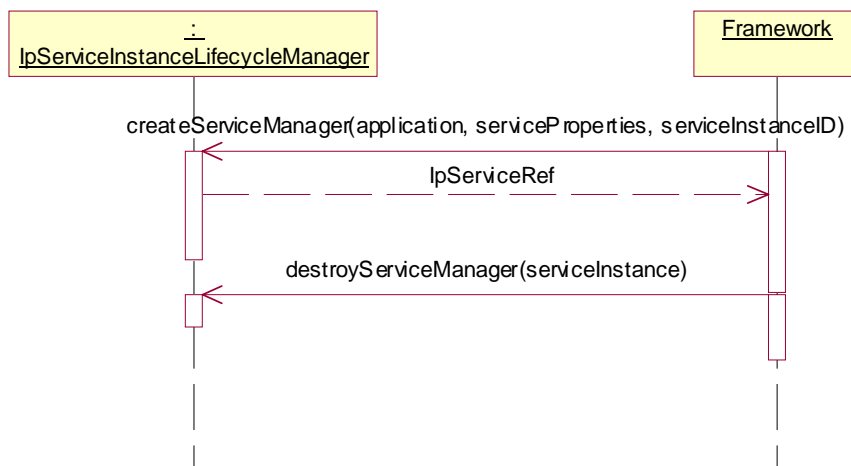 :
IpServiceInstanceLifecycleManager
Framework
createServiceManager(application, serviceProperties, serviceInstanceID)
IpServiceRef
destroyServiceManager(serviceInstance)